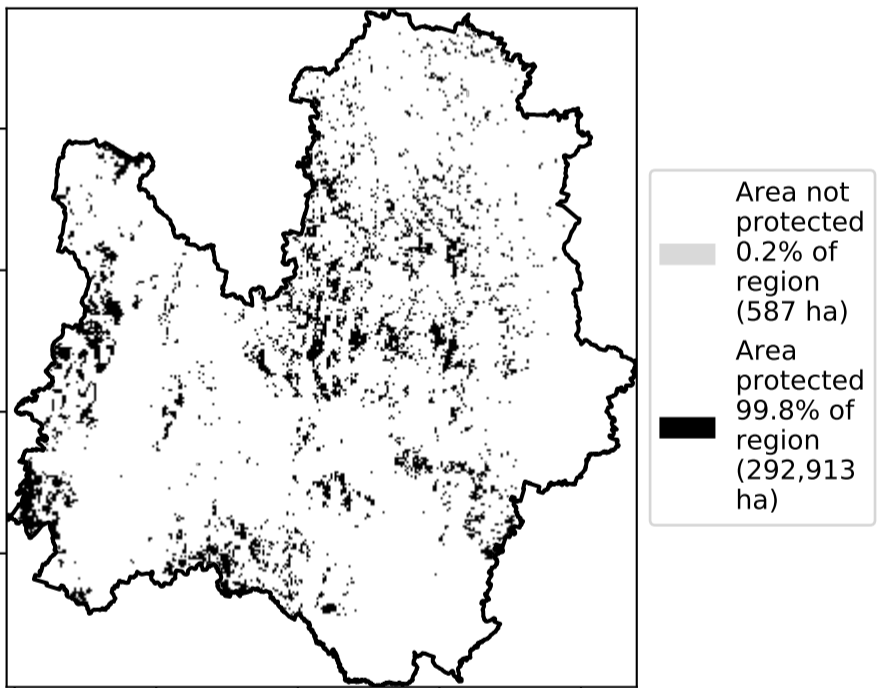 Area not
protected
0.2% of
region
(587 ha)
Area
protected
99.8% of
region
(292,913
ha)